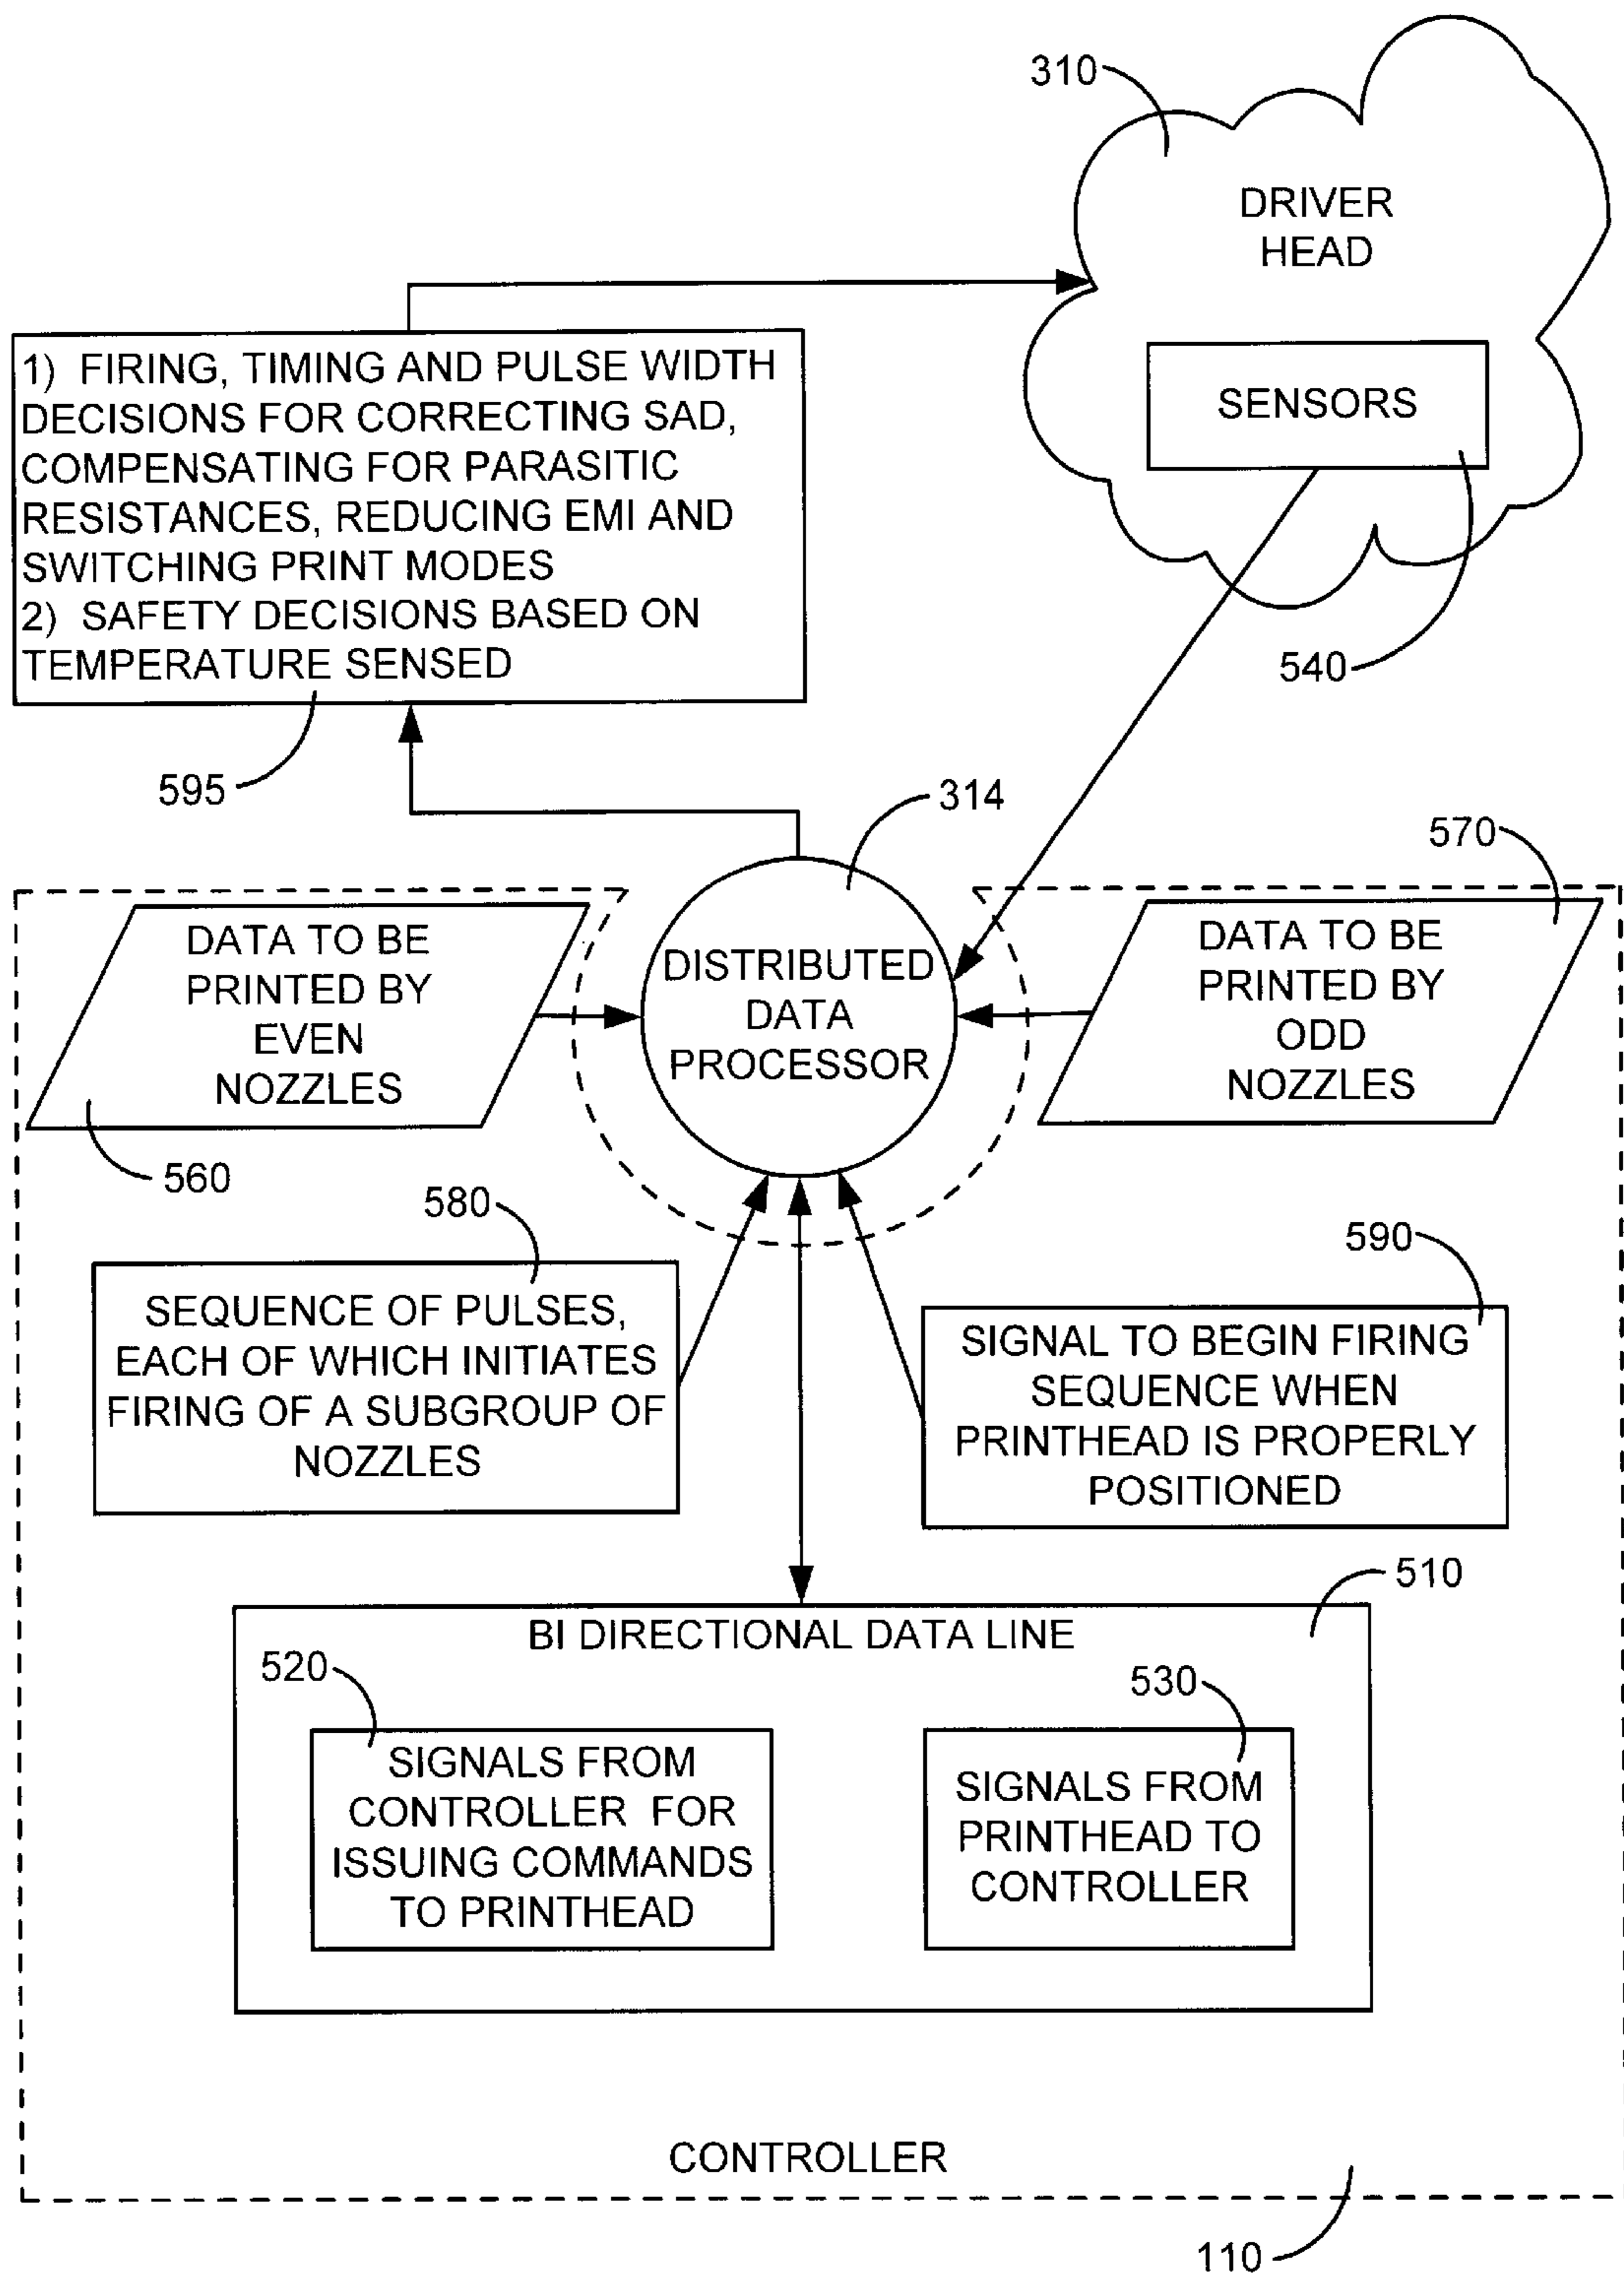 310
DRIVER
HEAD
SENSORS
540
1) FIRING, TIMING AND PULSE WIDTH
DECISIONS FOR CORRECTING SAD,
COMPENSATING FOR PARASITIC
RESISTANCES, REDUCING EMI AND
SWITCHING PRINT MODES
2) SAFETY DECISIONS BASED ON
TEMPERATURE SENSED
595
314
570
DATA TO BE
PRINTED BY
EVEN
NOZZLES
560
DISTRIBUTED
DATA
PROCESSOR
DATA TO BE
PRINTED BY
ODD
NOZZLES
580
SEQUENCE OF PULSES,
EACH OF WHICH INITIATES
FIRING OF A SUBGROUP OF
NOZZLES
590
SIGNAL TO BEGIN FIRING
SEQUENCE WHEN
PRINTHEAD IS PROPERLY
POSITIONED
510
BI DIRECTIONAL DATA LINE
520
SIGNALS FROM
CONTROLLER FOR
ISSUING COMMANDS
TO PRINTHEAD
530
SIGNALS FROM
PRINTHEAD TO
CONTROLLER
CONTROLLER
110